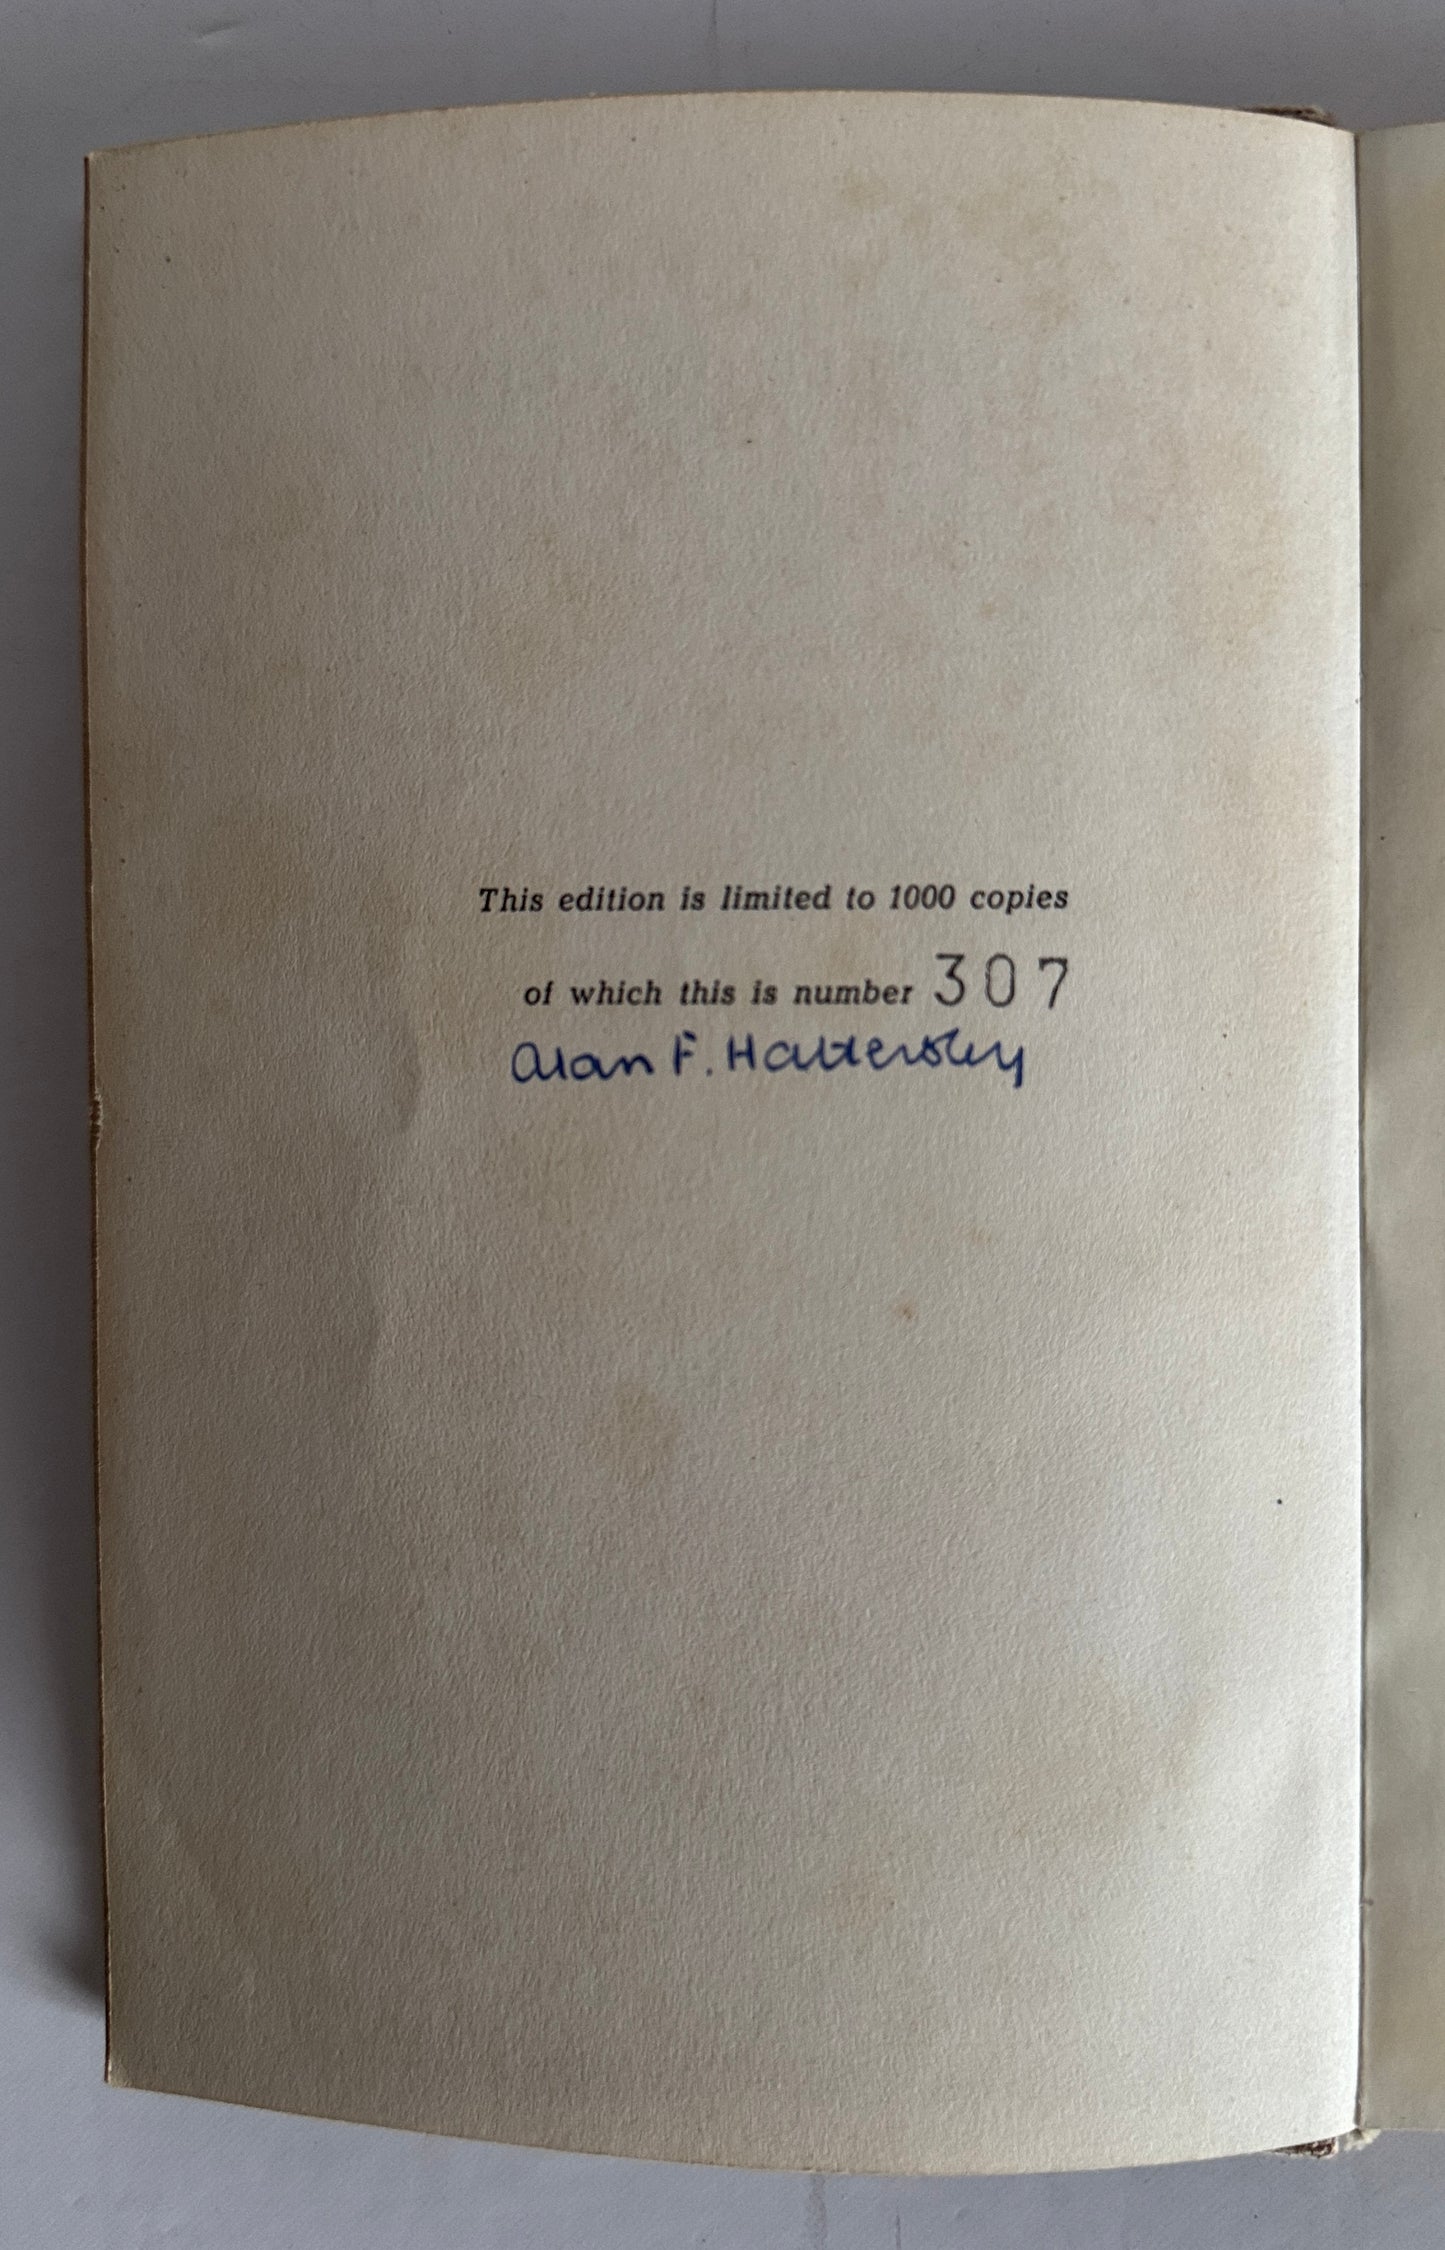 This edition is limited to 1000 copies
of which this is number 307
Alan F. Hattersley